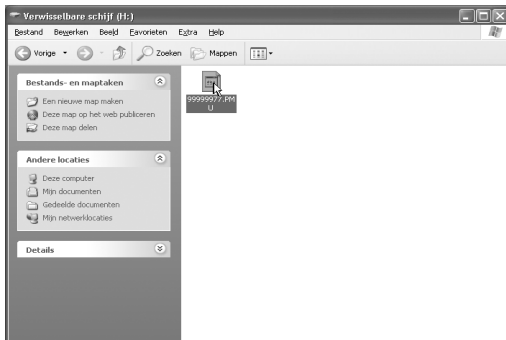 Verwisselbare schijf (H:)
Bestand Bewerken Beeld Favorieten Extra Help
Vorige Zoeken Mappen
Bestands- en maptaken
Een nieuwe map maken
Deze map op het web publiceren
Deze map delen
Andere locaties
Deze computer
Mijn documenten
Gedeelde documenten
Mijn netwerklocaties
Details
99999977.PM
U